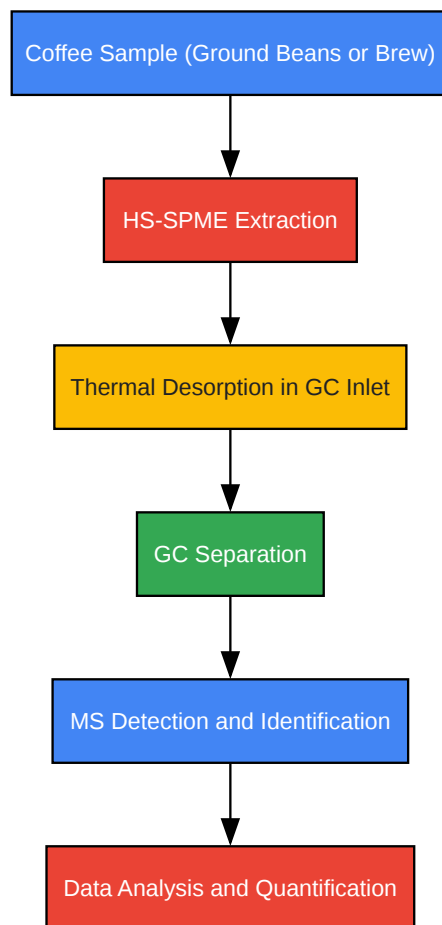 Coffee Sample (Ground Beans or Brew)
HS-SPME Extraction
Thermal Desorption in GC Inlet
GC Separation
MS Detection and Identification
Data Analysis and Quantification